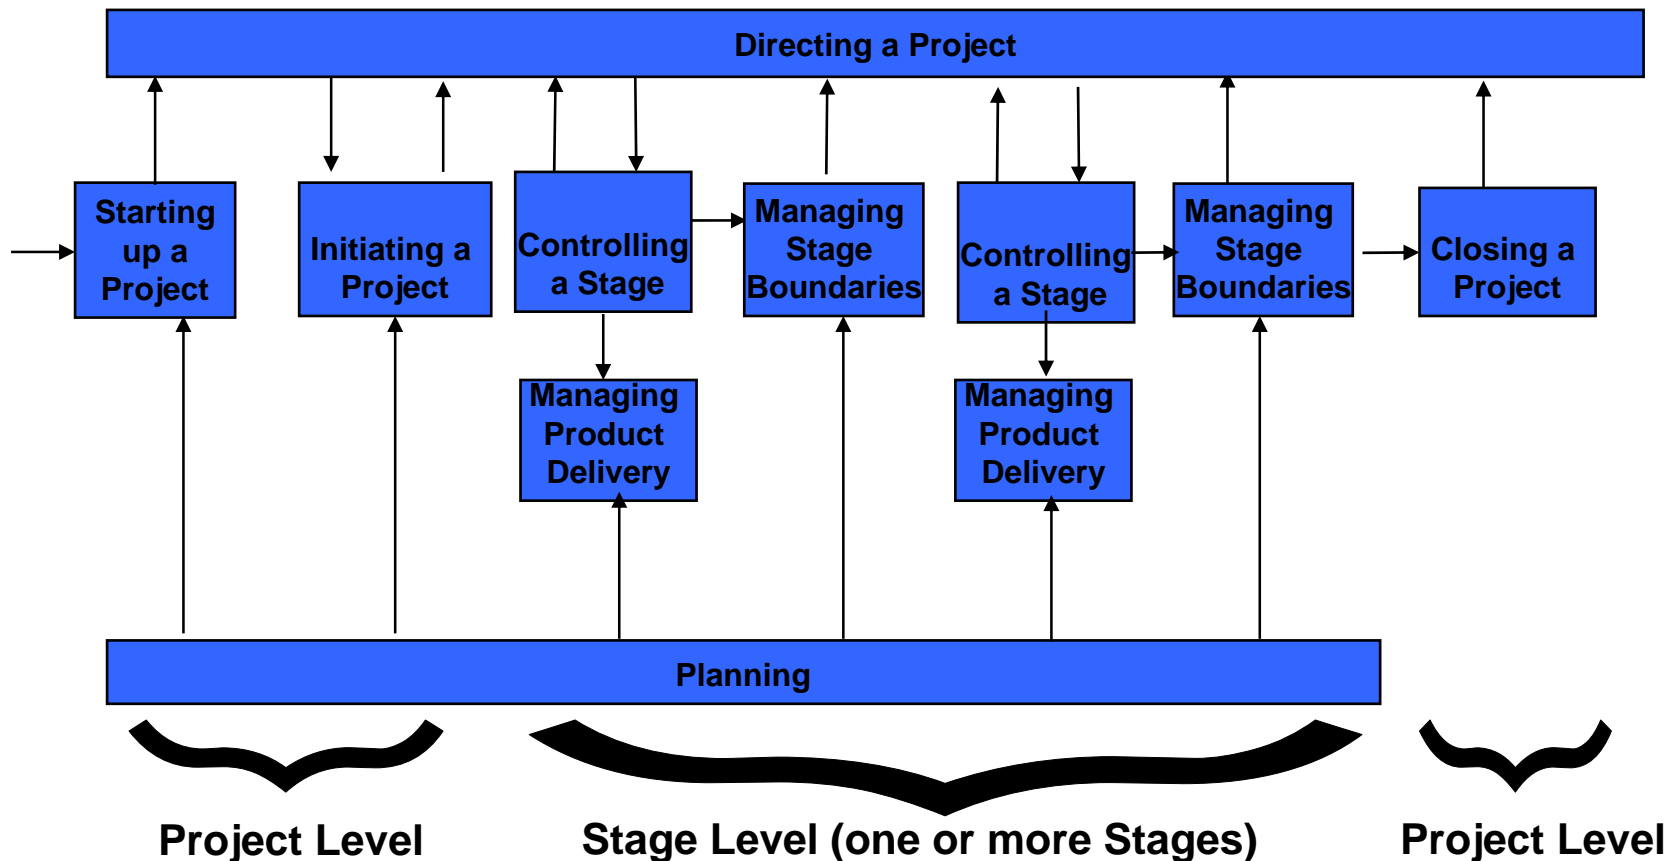 Directing a Project
Starting
up a
Project
Initiating a
Project
Controlling
a Stage
Managing
Stage
Boundaries
Controlling
a Stage
Managing
Stage
Boundaries
Closing a
Project
Managing
Product
Delivery
Managing
Product
Delivery
Planning
Project Level
Stage Level (one or more Stages)
Project Level